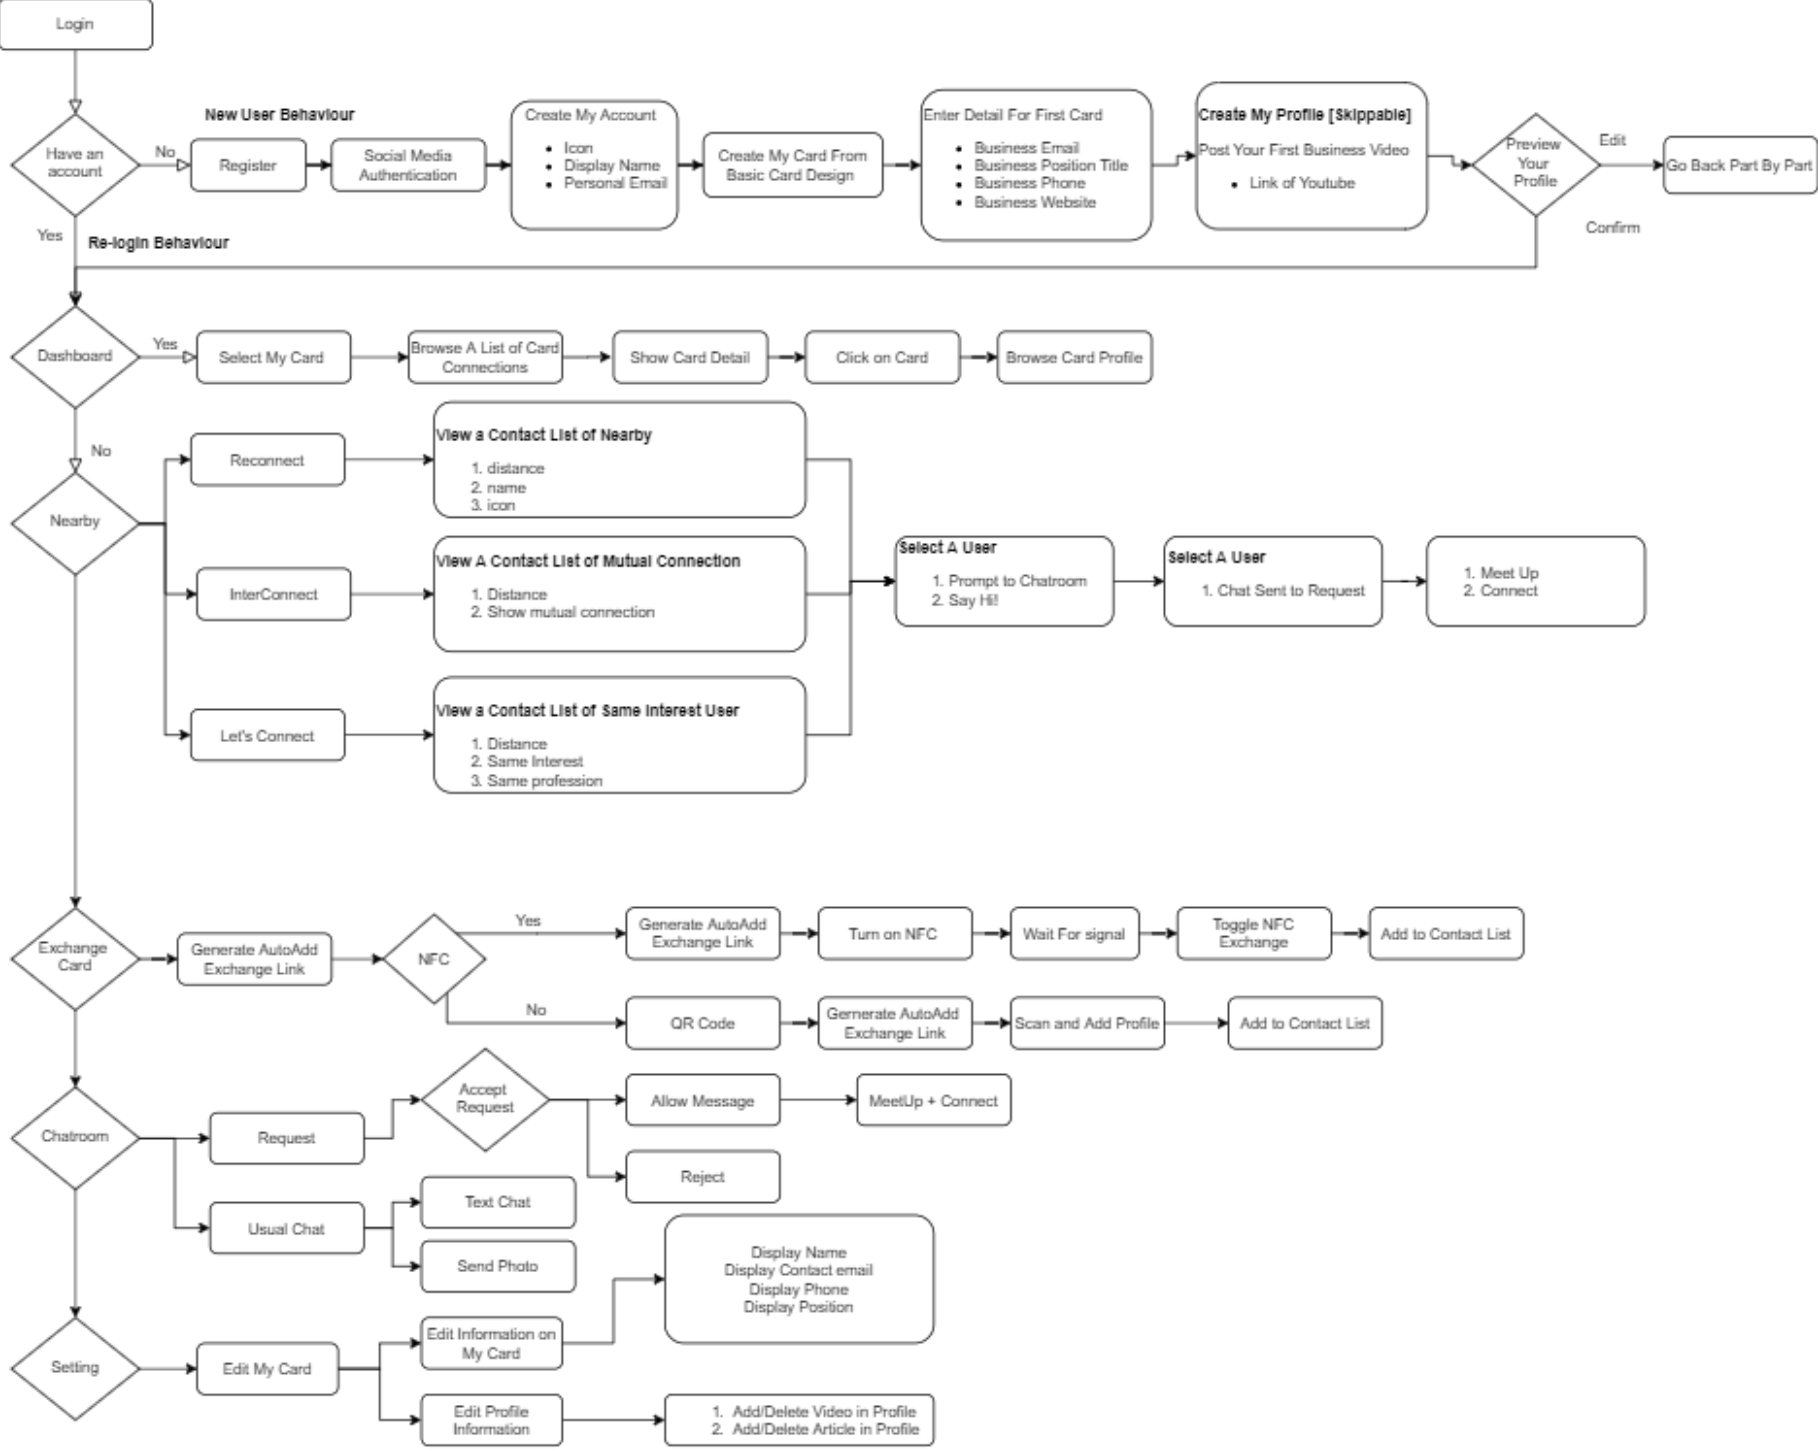 Login
New User Behaviour
Have an
account
No
Register
Social Media
Authentication
Create My Account
• Icon
• Display Name
• Personal Email
Create My Card From
Basic Card Design
Enter Detail For First Card
• Business Email
• Business Position Title
• Business Phone
• Business Website
Create My Profile [Skippable]
Post Your First Business Video
• Link of Youtube
Preview
Your
Profile
Edit
Go Back Part By Part
Confirm
Yes
Re-login Behaviour
Dashboard
Yes
Select My Card
Browse A List of Card
Connections
Show Card Detail
Click on Card
Browse Card Profile
No
Nearby
Reconnect
View a Contact List of Nearby
1. distance
2. name
3. icon
InterConnect
View A Contact List of Mutual Connection
1. Distance
2. Show mutual connection
Let's Connect
View a Contact List of Same Interest User
1. Distance
2. Same Interest
3. Same profession
Select A User
1. Prompt to Chatroom
2. Say Hi!
Select A User
1. Chat Sent to Request
1. Meet Up
2. Connect
Exchange
Card
Generate AutoAdd
Exchange Link
NFC
Yes
Generate AutoAdd
Exchange Link
Turn on NFC
Wait For signal
Toggle NFC
Exchange
Add to Contact List
No
QR Code
Gernerate AutoAdd
Exchange Link
Scan and Add Profile
Add to Contact List
Chatroom
Request
Accept
Request
Allow Message
MeetUp + Connect
Reject
Usual Chat
Text Chat
Send Photo
Setting
Edit My Card
Edit Information on
My Card
Display Name
Display Contact email
Display Phone
Display Position
Edit Profile
Information
1. Add/Delete Video in Profile
2. Add/Delete Article in Profile